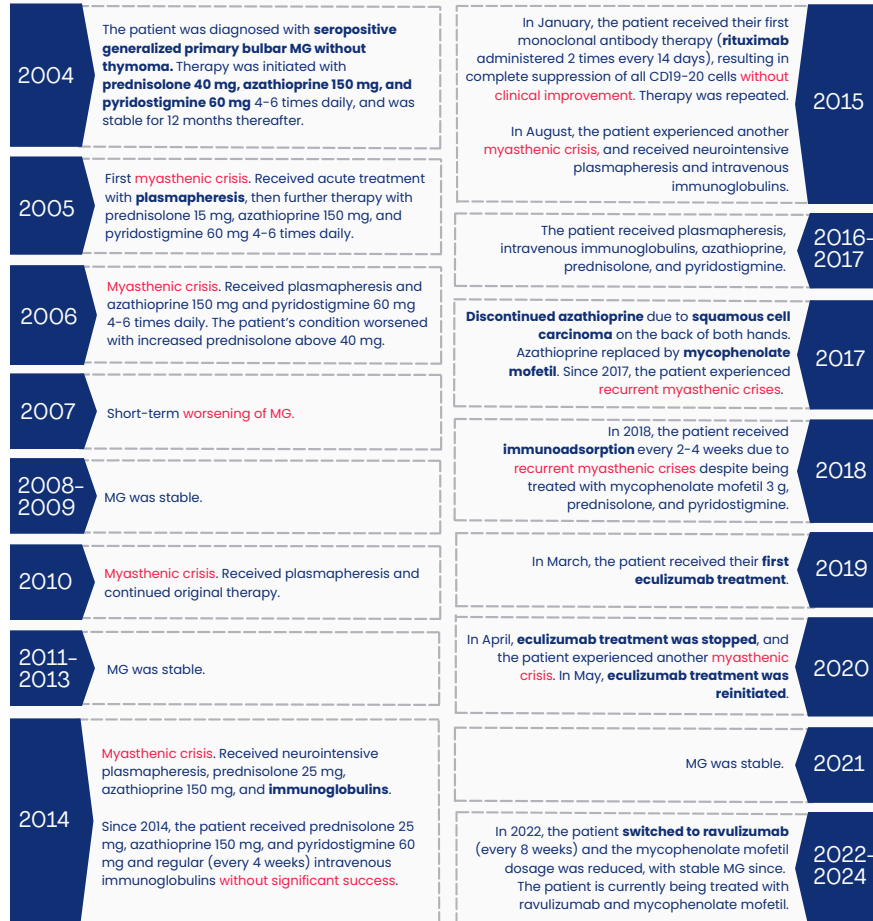 2004
The patient was diagnosed with seropositive
generalized primary bulbar MG without
thymoma. Therapy was initiated with
prednisolone 40 mg, azathioprine 150 mg, and
pyridostigmine 60 mg 4-6 times daily, and was
stable for 12 months thereafter.
2005
First myasthenic crisis. Received acute treatment
with plasmapheresis, then further therapy with
prednisolone 15 mg, azathioprine 150 mg, and
pyridostigmine 60 mg 4-6 times daily.
2006
Myasthenic crisis. Received plasmapheresis and
azathioprine 150 mg and pyridostigmine 60 mg
4-6 times daily. The patient's condition worsened
with increased prednisolone above 40 mg.
2007
Short-term worsening of MG.
2008-
2009
MG was stable.
2010
Myasthenic crisis. Received plasmapheresis and
continued original therapy.
2011-
2013
MG was stable.
2014
Myasthenic crisis. Received neurointensive
plasmapheresis, prednisolone 25 mg,
azathioprine 150 mg, and immunoglobulins.
Since 2014, the patient received prednisolone 25
mg, azathioprine 150 mg, and pyridostigmine 60
mg and regular (every 4 weeks) intravenous
immunoglobulins without significant success.
In January, the patient received their first
monoclonal antibody therapy (rituximab
administered 2 times every 14 days), resulting in
complete suppression of all CD19-20 cells without
clinical improvement. Therapy was repeated.
In August, the patient experienced another
myasthenic crisis, and received neurointensive
plasmapheresis and intravenous
immunoglobulins.
2015
The patient received plasmapheresis,
intravenous immunoglobulins, azathioprine,
prednisolone, and pyridostigmine.
2016-
2017
Discontinued azathioprine due to squamous cell
carcinoma on the back of both hands.
Azathioprine replaced by mycophenolate
mofetil. Since 2017, the patient experienced
recurrent myasthenic crises.
2017
In 2018, the patient received
immunoadsorption every 2-4 weeks due to
recurrent myasthenic crises despite being
treated with mycophenolate mofetil 3 g,
prednisolone, and pyridostigmine.
2018
In March, the patient received their first
eculizumab treatment.
2019
In April, eculizumab treatment was stopped, and
the patient experienced another myasthenic
crisis. In May, eculizumab treatment was
reinitiated.
2020
MG was stable.
2021
In 2022, the patient switched to ravulizumab
(every 8 weeks) and the mycophenolate mofetil
dosage was reduced, with stable MG since.
The patient is currently being treated with
ravulizumab and mycophenolate mofetil.
2022-
2024